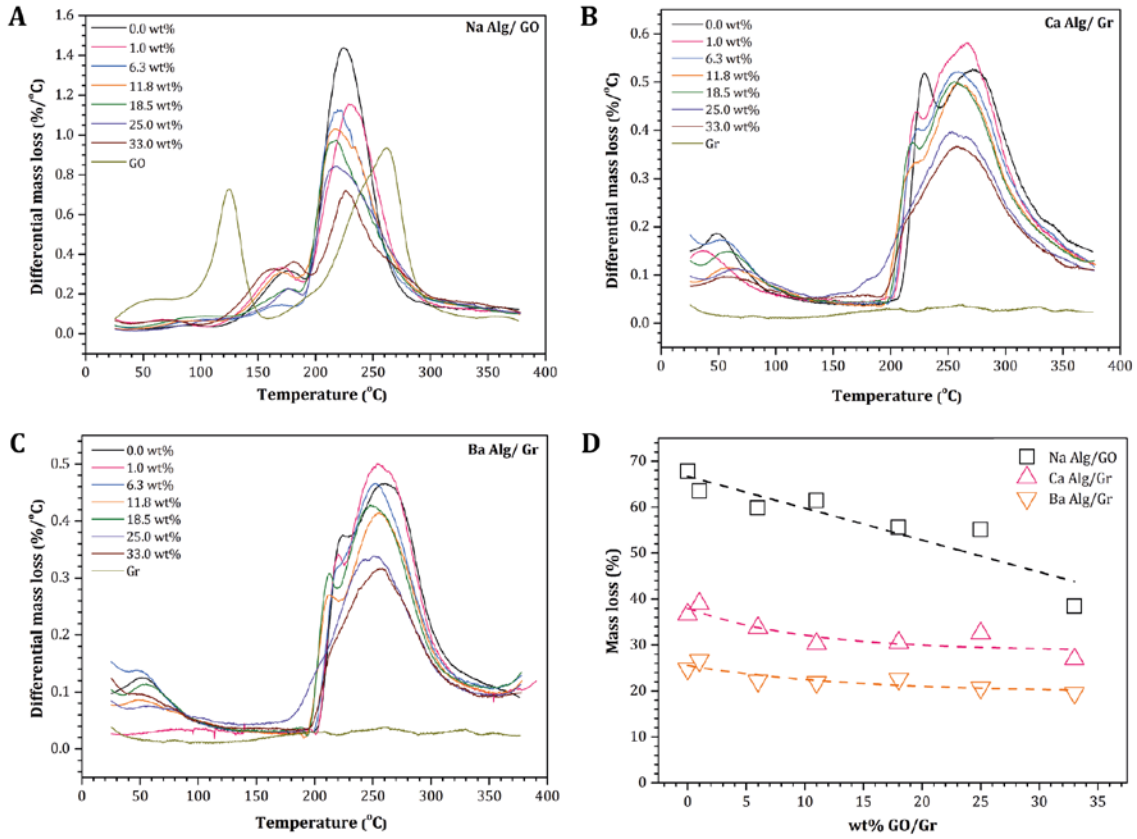 A
Na Alg/ GO
0.0 wt%
1.0 wt%
6.3 wt%
11.8 wt%
18.5 wt%
25.0 wt%
33.0 wt%
GO
Differential mass loss (%/°C)
1.6
1.4
1.2
1.0
0.8
0.6
0.4
0.2
0.0
0 50 100 150 200 250 300 350 400
Temperature (°C)
B
Ca Alg/ Gr
0.0 wt%
1.0 wt%
6.3 wt%
11.8 wt%
18.5 wt%
25.0 wt%
33.0 wt%
Gr
Differential mass loss (%/°C)
0.6
0.5
0.4
0.3
0.2
0.1
0.0
0 50 100 150 200 250 300 350 400
Temperature (°C)
C
Ba Alg/ Gr
0.0 wt%
1.0 wt%
6.3 wt%
11.8 wt%
18.5 wt%
25.0 wt%
33.0 wt%
Gr
Differential mass loss (%/°C)
0.5
0.4
0.3
0.2
0.1
0.0
0 50 100 150 200 250 300 350 400
Temperature (°C)
D
Na Alg/GO
Ca Alg/Gr
Ba Alg/Gr
Mass loss (%)
70
60
50
40
30
20
10
0
0 5 10 15 20 25 30 35
wt% GO/Gr